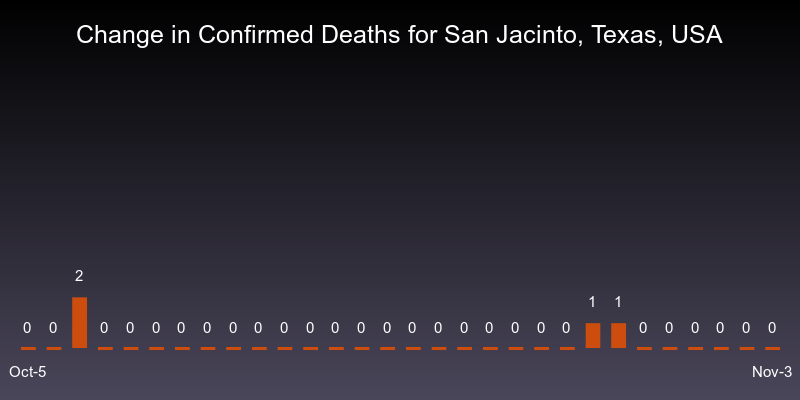 Change in Confirmed Deaths for San Jacinto, Texas, USA
2
1 1
0 0 0 0 0 0 0 0 0 0 0 0 0 0 0 0 0 0 0 0 0 0 0 0 0 0 0
Oct-5 Nov-3